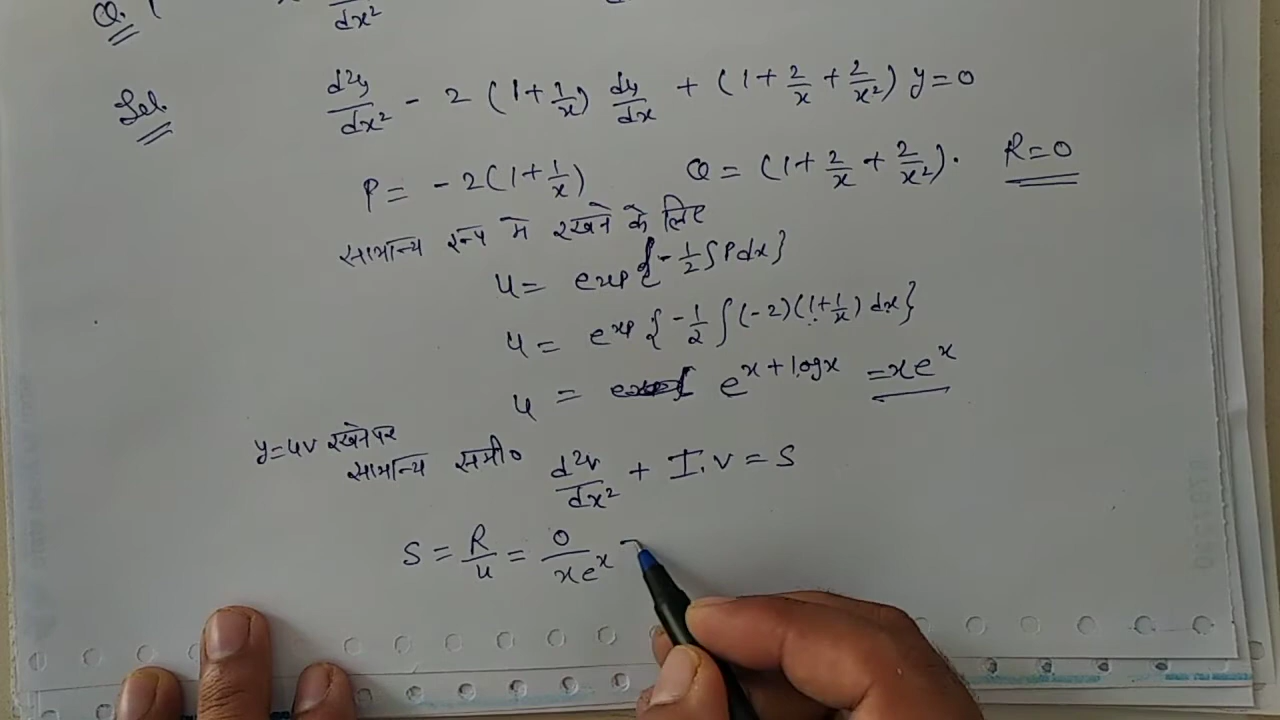 Q. 1 x dx²
Sol. d²y/dx² - 2 (1 + 1/x) dy/dx + (1 + 2/x + 2/x²) y = 0
P = -2(1 + 1/x) Q = (1 + 2/x + 2/x²). R = 0
सामान्य रूप में रखने के लिए
u = exp{-1/2 ∫P dx}
u = exp{-1/2 ∫(-2)(1 + 1/x) dx}
u = e^{x + log x} = xe^x
y = uv रखने पर
सामान्य समी० d²v/dx² + I.v = S
S = R/u = 0/xe^x